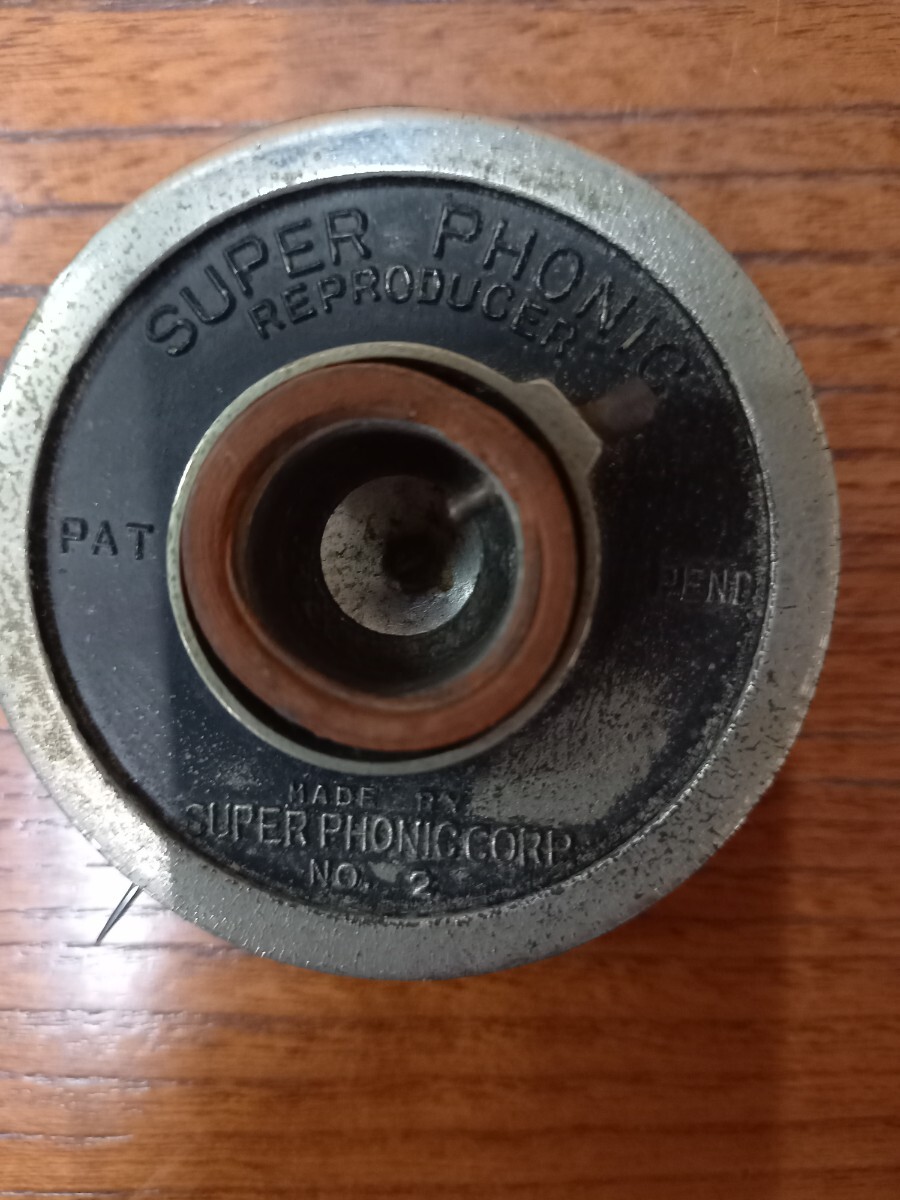 SUPER PHONIC
REPRODUCER
PAT. PEND.
MADE BY
SUPER PHONIC CORP.
NO. 2